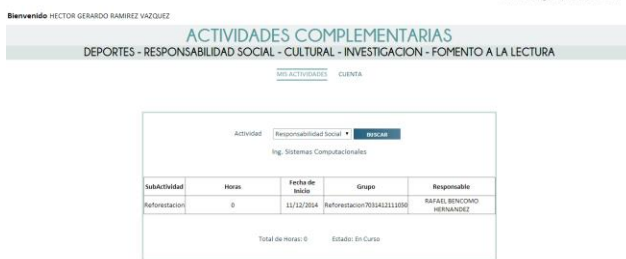 Bienvenido HECTOR GERARDO RAMIREZ VAZQUEZ
ACTIVIDADES COMPLEMENTARIAS
DEPORTES - RESPONSABILIDAD SOCIAL - CULTURAL - INVESTIGACION - FOMENTO A LA LECTURA
MIS ACTIVIDADES CUENTA
Actividad Responsabilidad Social BUSCAR
Ing. Sistemas Computacionales
SubActividad Horas Fecha de Inicio Grupo Responsable
Reforestacion 0 11/12/2014 Reforestacion7031412111050 RAFAEL BENCOMO HERNANDEZ
Total de Horas: 0 Estado: En Curso